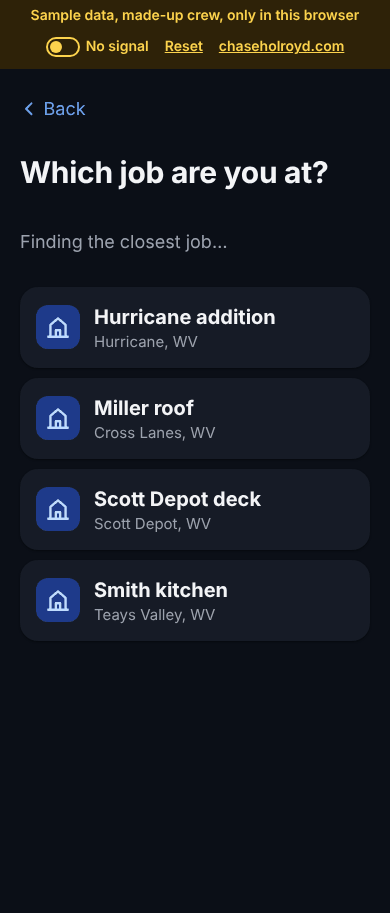 Sample data, made-up crew, only in this browser
No signal Reset chaseholroyd.com
Back
Which job are you at?
Finding the closest job...
Hurricane addition
Hurricane, WV
Miller roof
Cross Lanes, WV
Scott Depot deck
Scott Depot, WV
Smith kitchen
Teays Valley, WV